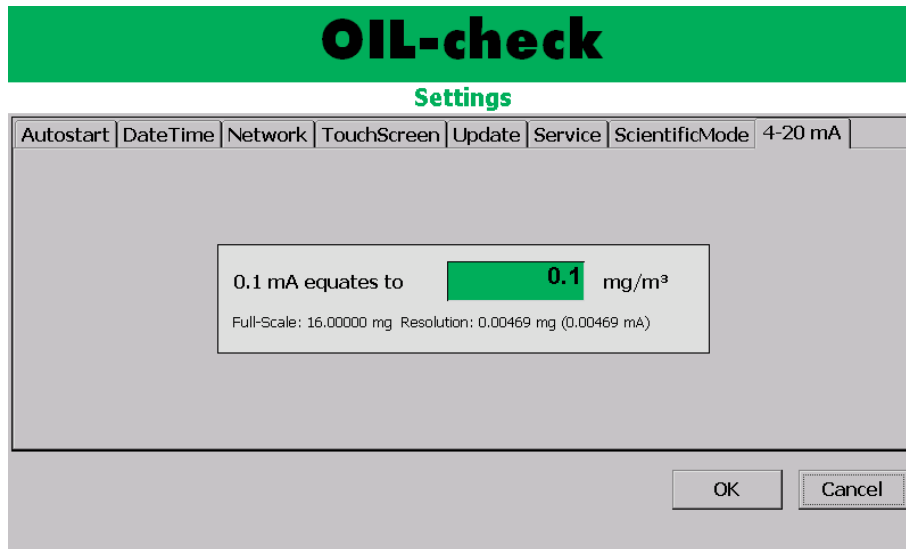 OIL-check
Settings
Autostart DateTime Network TouchScreen Update Service ScientificMode 4-20 mA
0.1 mA equates to 0.1 mg/m³
Full-Scale: 16.00000 mg Resolution: 0.00469 mg (0.00469 mA)
OK Cancel